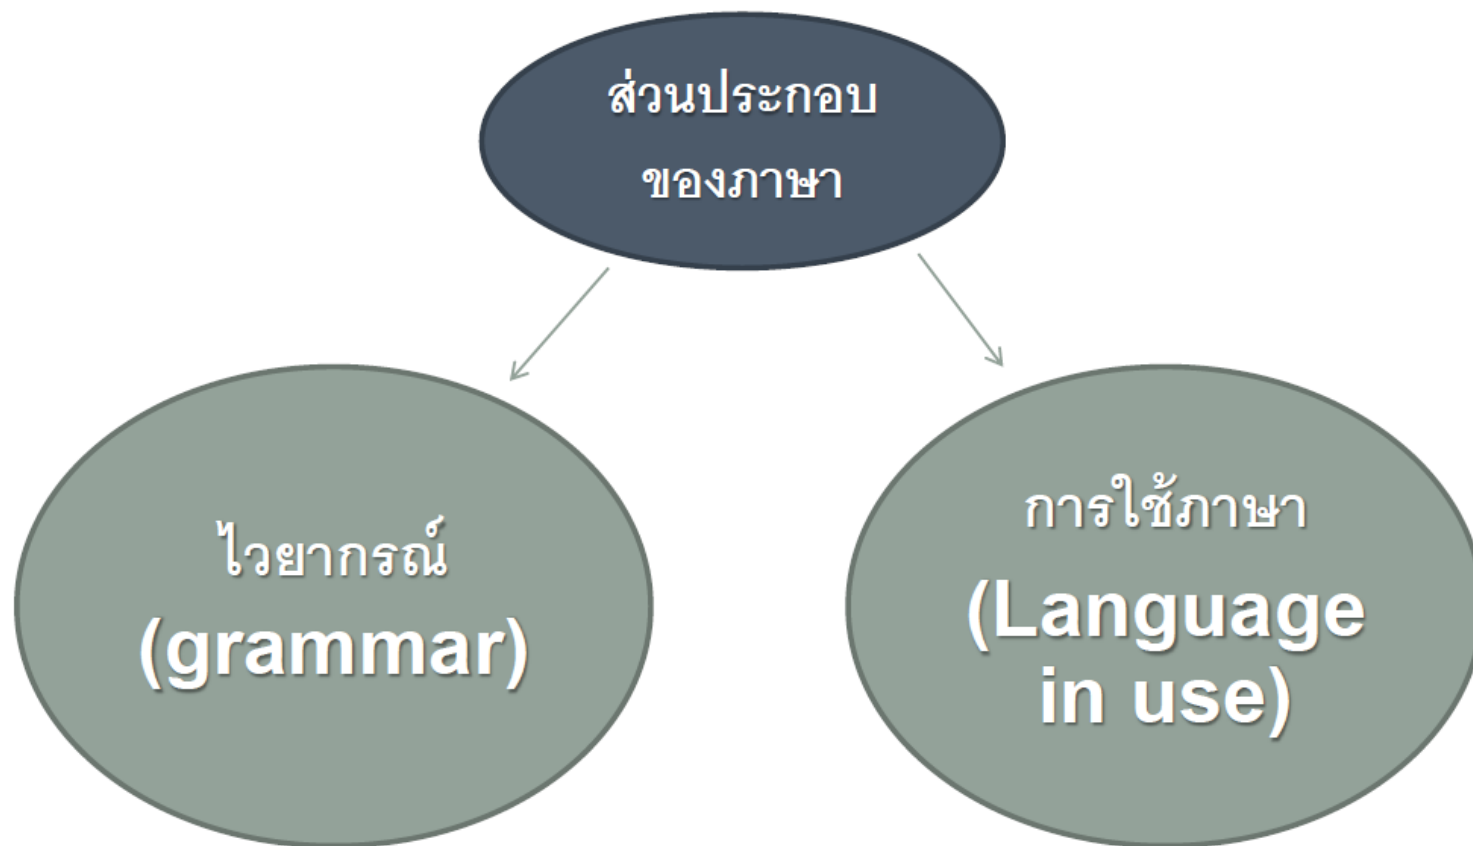 ส่วนประกอบ
ของภาษา
ไวยากรณ์
(grammar)
การใช้ภาษา
(Language
in use)